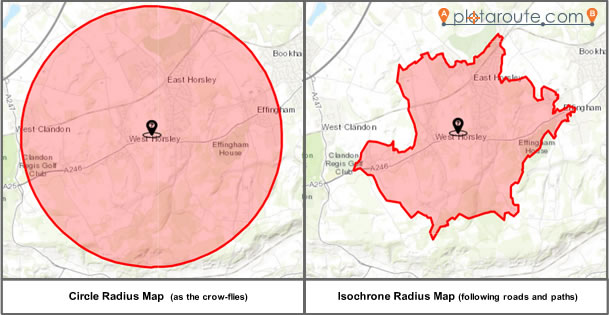 East Horsley
A247
West Clandon
West Horsley
Effingham
Clandon
Regis Golf
Club
Effingham
House
A246
A25
Bookha
A plotaroute.com B
Bookha
East Horsley
A247
Effingham
West Clandon
West Horsley
Effingham
House
Clandon
Regis Golf
Club
A246
A25
Circle Radius Map (as the crow-flies)
Isochrone Radius Map (following roads and paths)